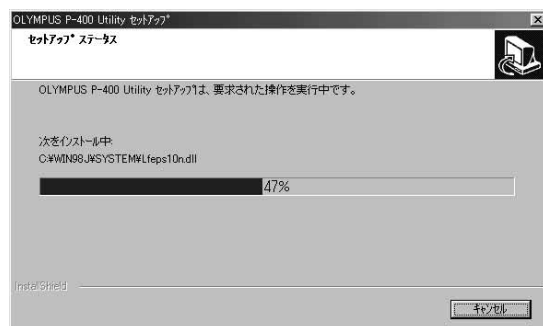 OLYMPUS P-400 Utility ｾｯﾄｱｯﾌﾟ
ｾｯﾄｱｯﾌﾟ ｽﾃｰﾀｽ
OLYMPUS P-400 Utility ｾｯﾄｱｯﾌﾟは、要求された操作を実行中です。
次をｲﾝｽﾄｰﾙ中:
C:¥WIN98J¥SYSTEM¥Lfeps10n.dll
47%
InstallShield
ｷｬﾝｾﾙ